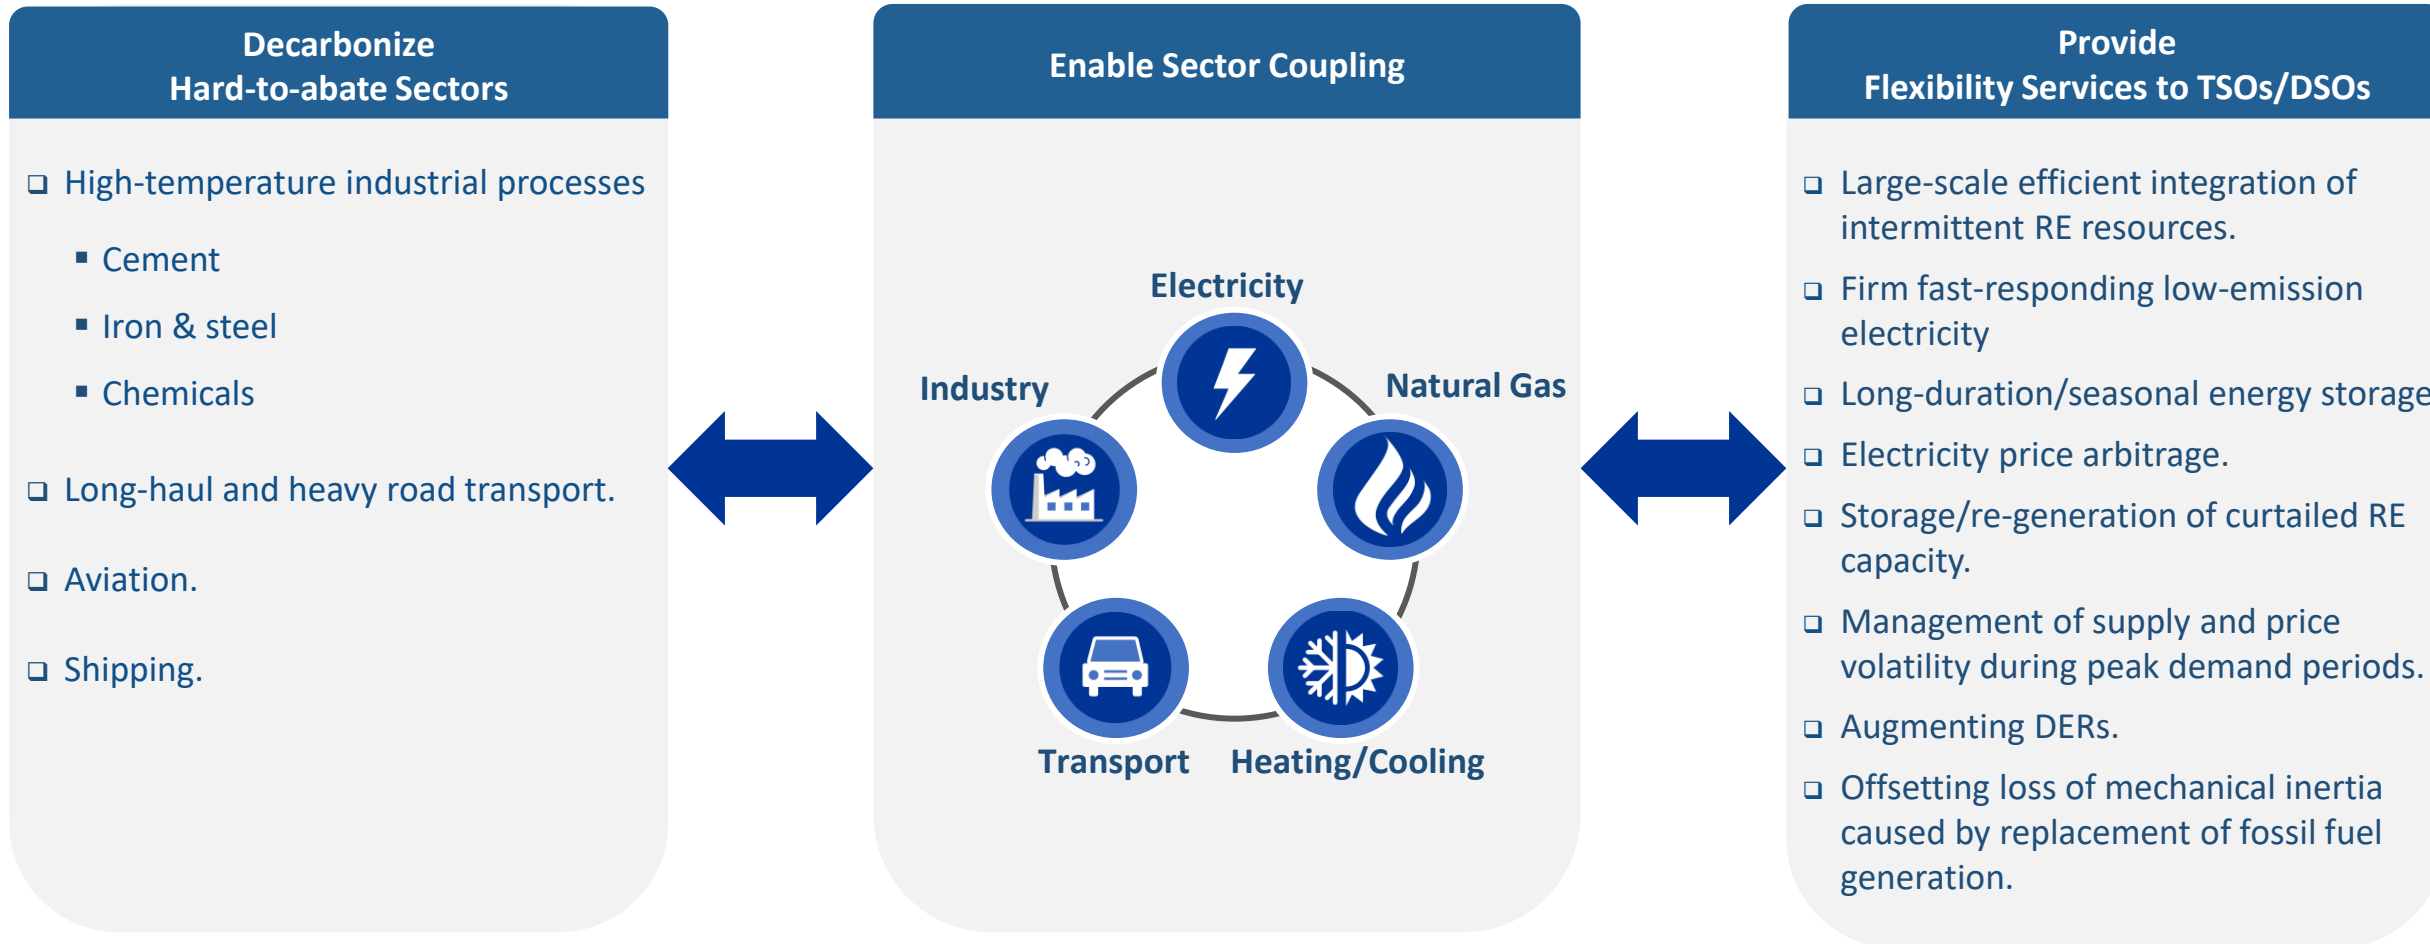 Decarbonize
Hard-to-abate Sectors
High-temperature industrial processes
Cement
Iron & steel
Chemicals
Long-haul and heavy road transport.
Aviation.
Shipping.
Enable Sector Coupling
Electricity
Industry
Natural Gas
Transport
Heating/Cooling
Provide
Flexibility Services to TSOs/DSOs
Large-scale efficient integration of
intermittent RE resources.
Firm fast-responding low-emission
electricity
Long-duration/seasonal energy storage
Electricity price arbitrage.
Storage/re-generation of curtailed RE
capacity.
Management of supply and price
volatility during peak demand periods.
Augmenting DERs.
Offsetting loss of mechanical inertia
caused by replacement of fossil fuel
generation.